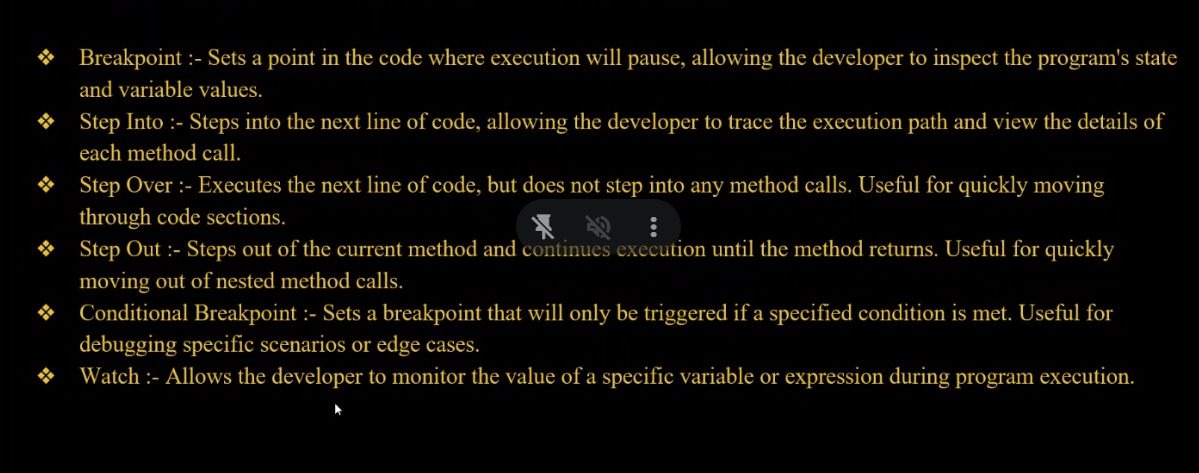 ❖ Breakpoint :- Sets a point in the code where execution will pause, allowing the developer to inspect the program's state
and variable values.
❖ Step Into :- Steps into the next line of code, allowing the developer to trace the execution path and view the details of
each method call.
❖ Step Over :- Executes the next line of code, but does not step into any method calls. Useful for quickly moving
through code sections.
❖ Step Out :- Steps out of the current method and continues execution until the method returns. Useful for quickly
moving out of nested method calls.
❖ Conditional Breakpoint :- Sets a breakpoint that will only be triggered if a specified condition is met. Useful for
debugging specific scenarios or edge cases.
❖ Watch :- Allows the developer to monitor the value of a specific variable or expression during program execution.